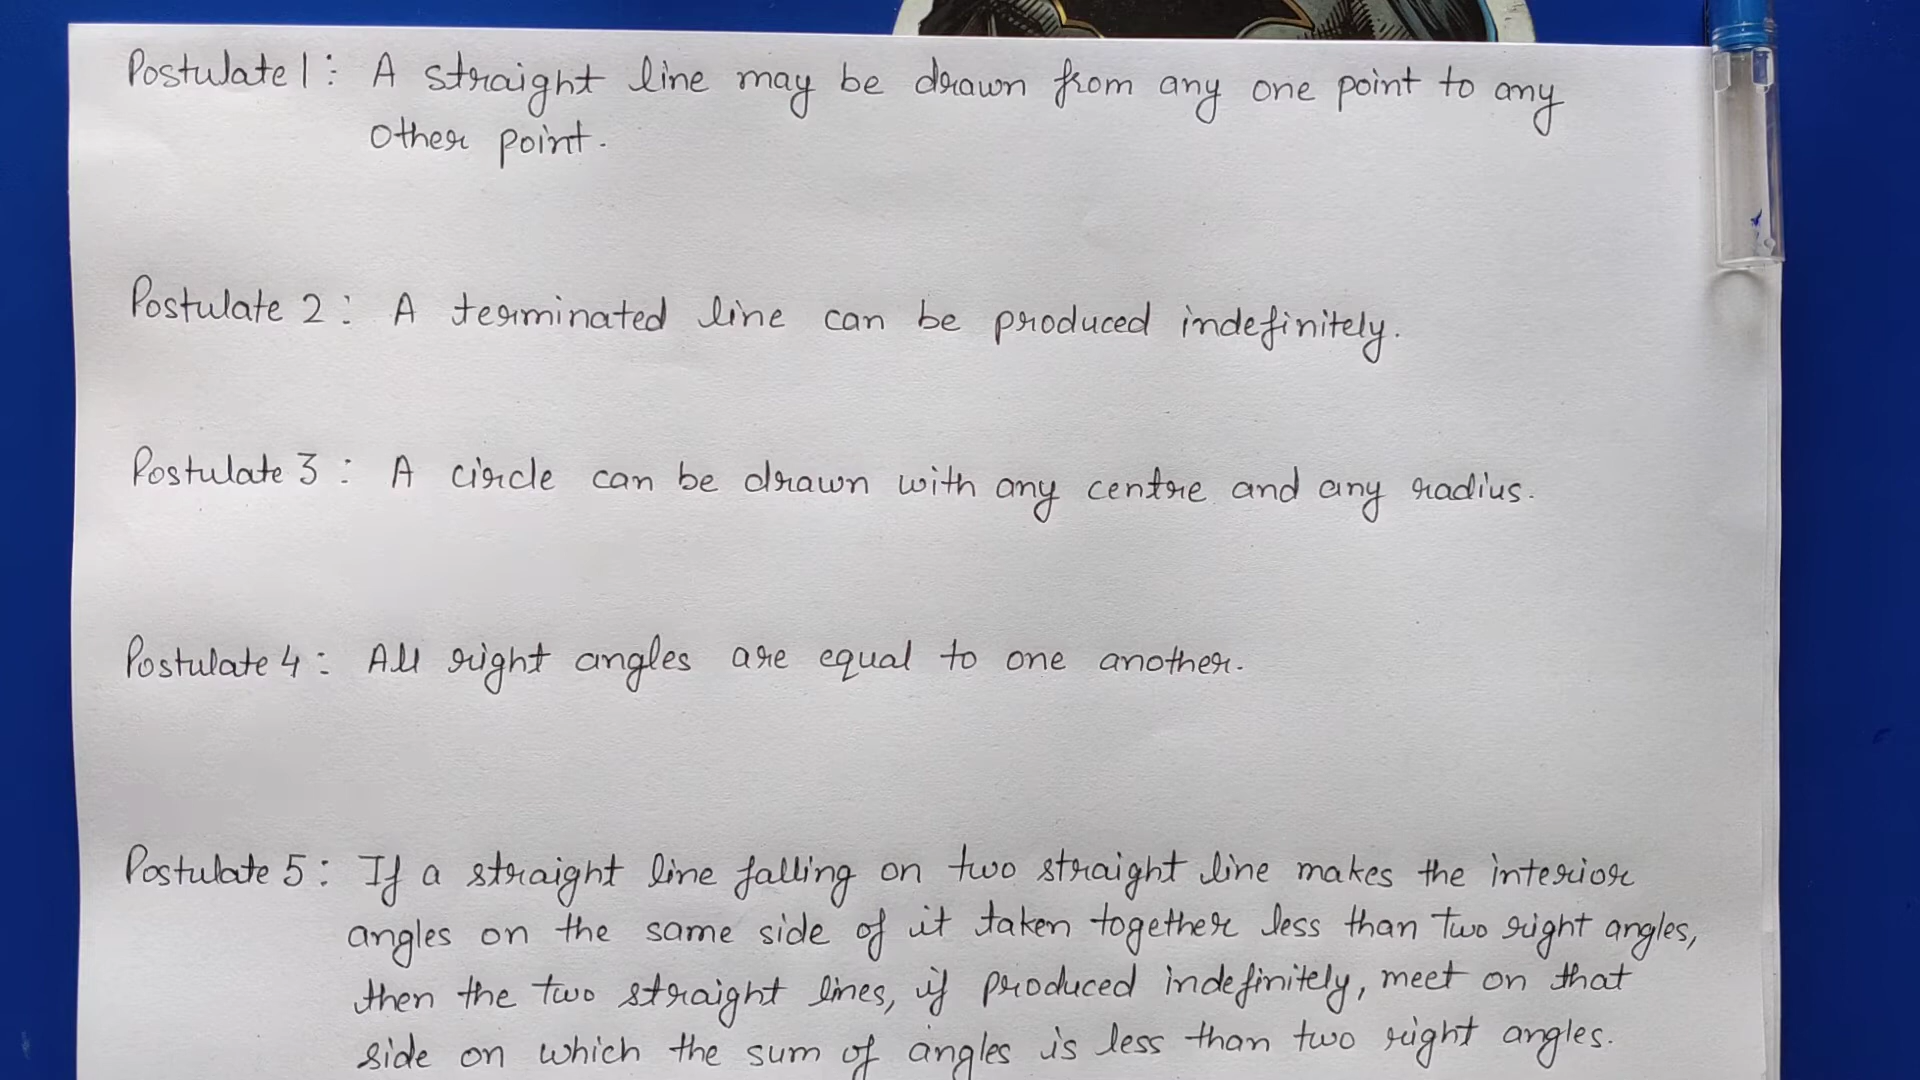 Postulate 1: A straight line may be drawn from any one point to any
other point.
Postulate 2: A terminated line can be produced indefinitely.
Postulate 3: A circle can be drawn with any centre and any radius.
Postulate 4: All right angles are equal to one another.
Postulate 5: If a straight line falling on two straight line makes the interior
angles on the same side of it taken together less than two right angles,
then the two straight lines, if produced indefinitely, meet on that
side on which the sum of angles is less than two right angles.